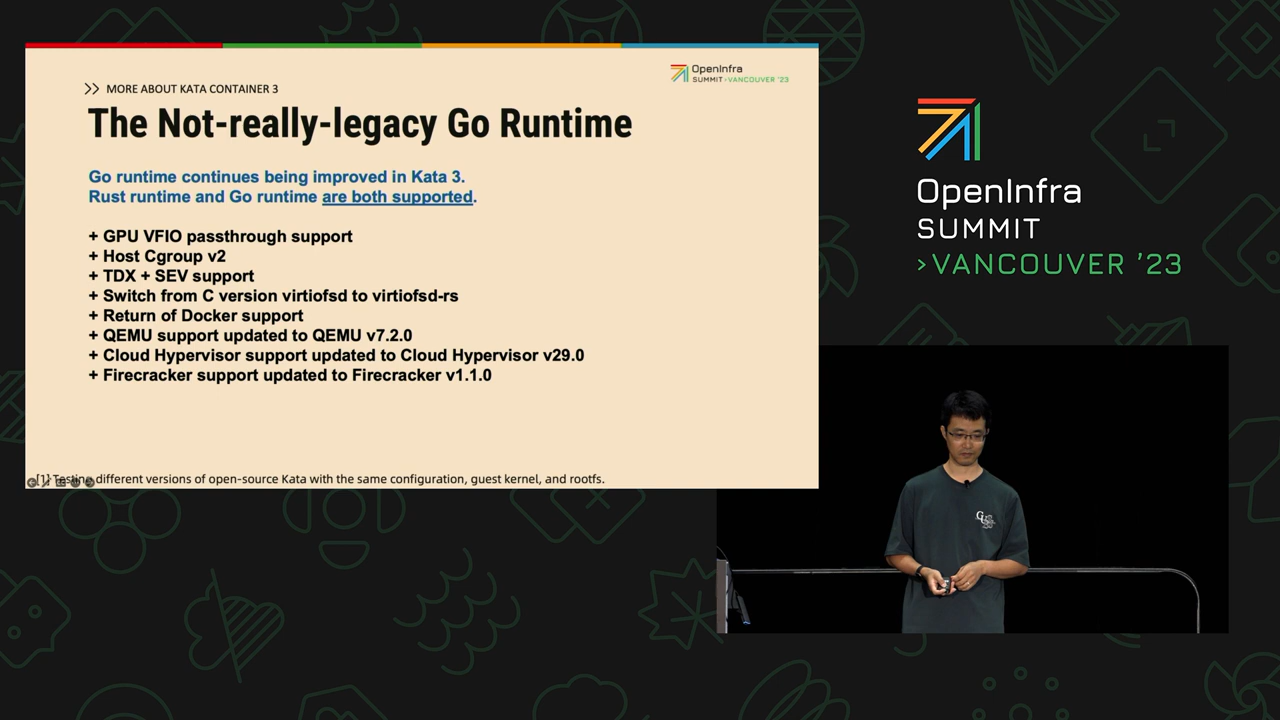 OpenInfra
SUMMIT >VANCOUVER '23
>> MORE ABOUT KATA CONTAINER 3
The Not-really-legacy Go Runtime
Go runtime continues being improved in Kata 3.
Rust runtime and Go runtime are both supported.
+ GPU VFIO passthrough support
+ Host Cgroup v2
+ TDX + SEV support
+ Switch from C version virtiofsd to virtiofsd-rs
+ Return of Docker support
+ QEMU support updated to QEMU v7.2.0
+ Cloud Hypervisor support updated to Cloud Hypervisor v29.0
+ Firecracker support updated to Firecracker v1.1.0
[1] Testing different versions of open-source Kata with the same configuration, guest kernel, and rootfs.
OpenInfra
SUMMIT
>VANCOUVER '23